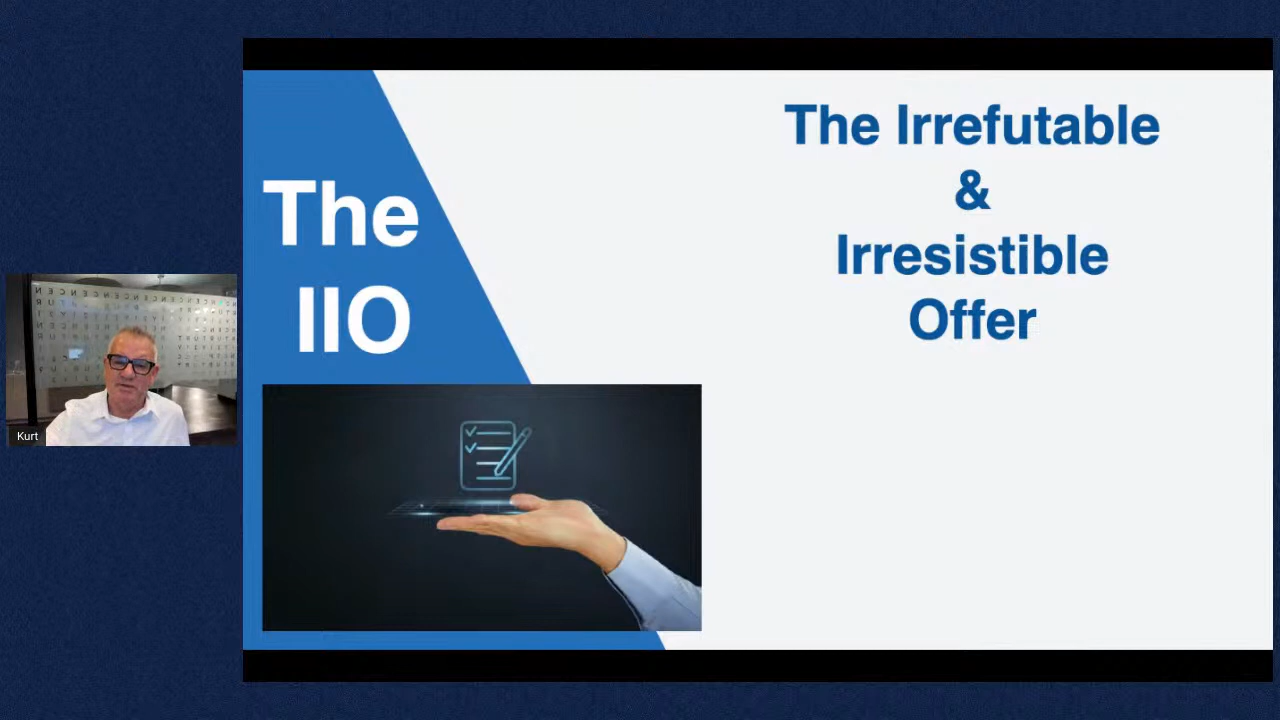 The
IIO
The Irrefutable
&
Irresistible
Offer
Kurt